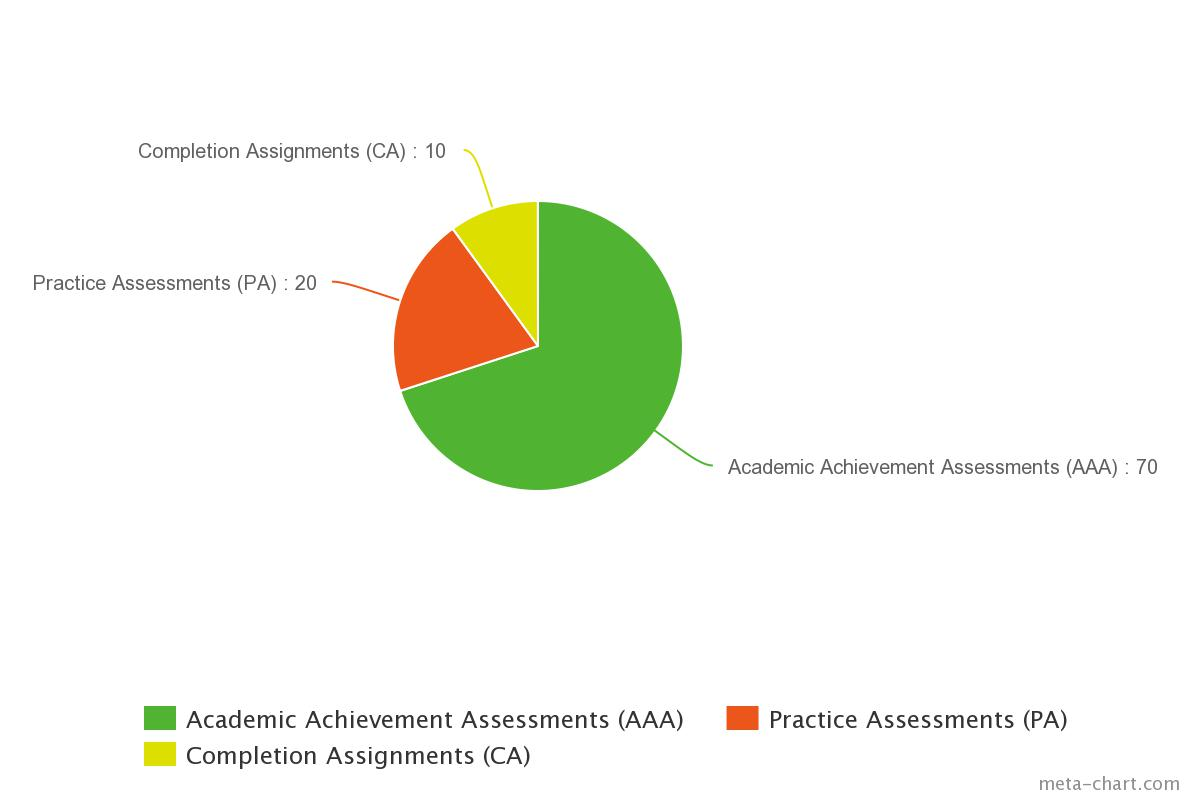 Completion Assignments (CA) : 10
Practice Assessments (PA) : 20
Academic Achievement Assessments (AAA) : 70
Academic Achievement Assessments (AAA)
Practice Assessments (PA)
Completion Assignments (CA)
meta-chart.com